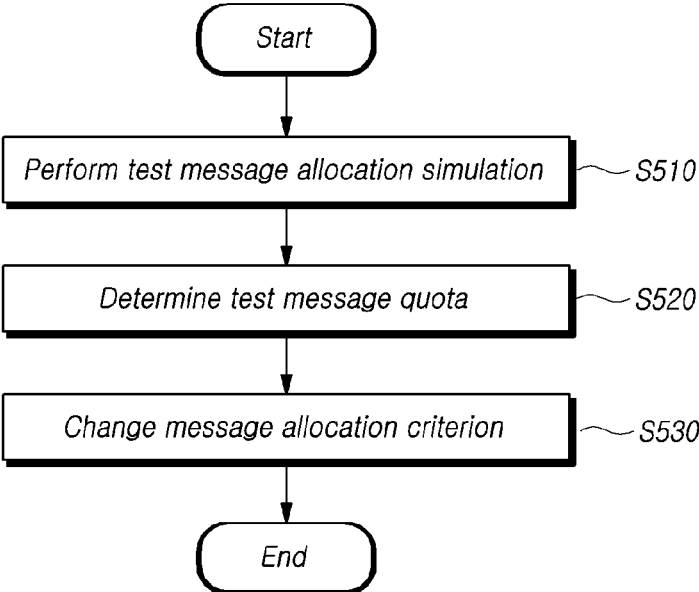 Start
Perform test message allocation simulation
S510
Determine test message quota
S520
Change message allocation criterion
S530
End